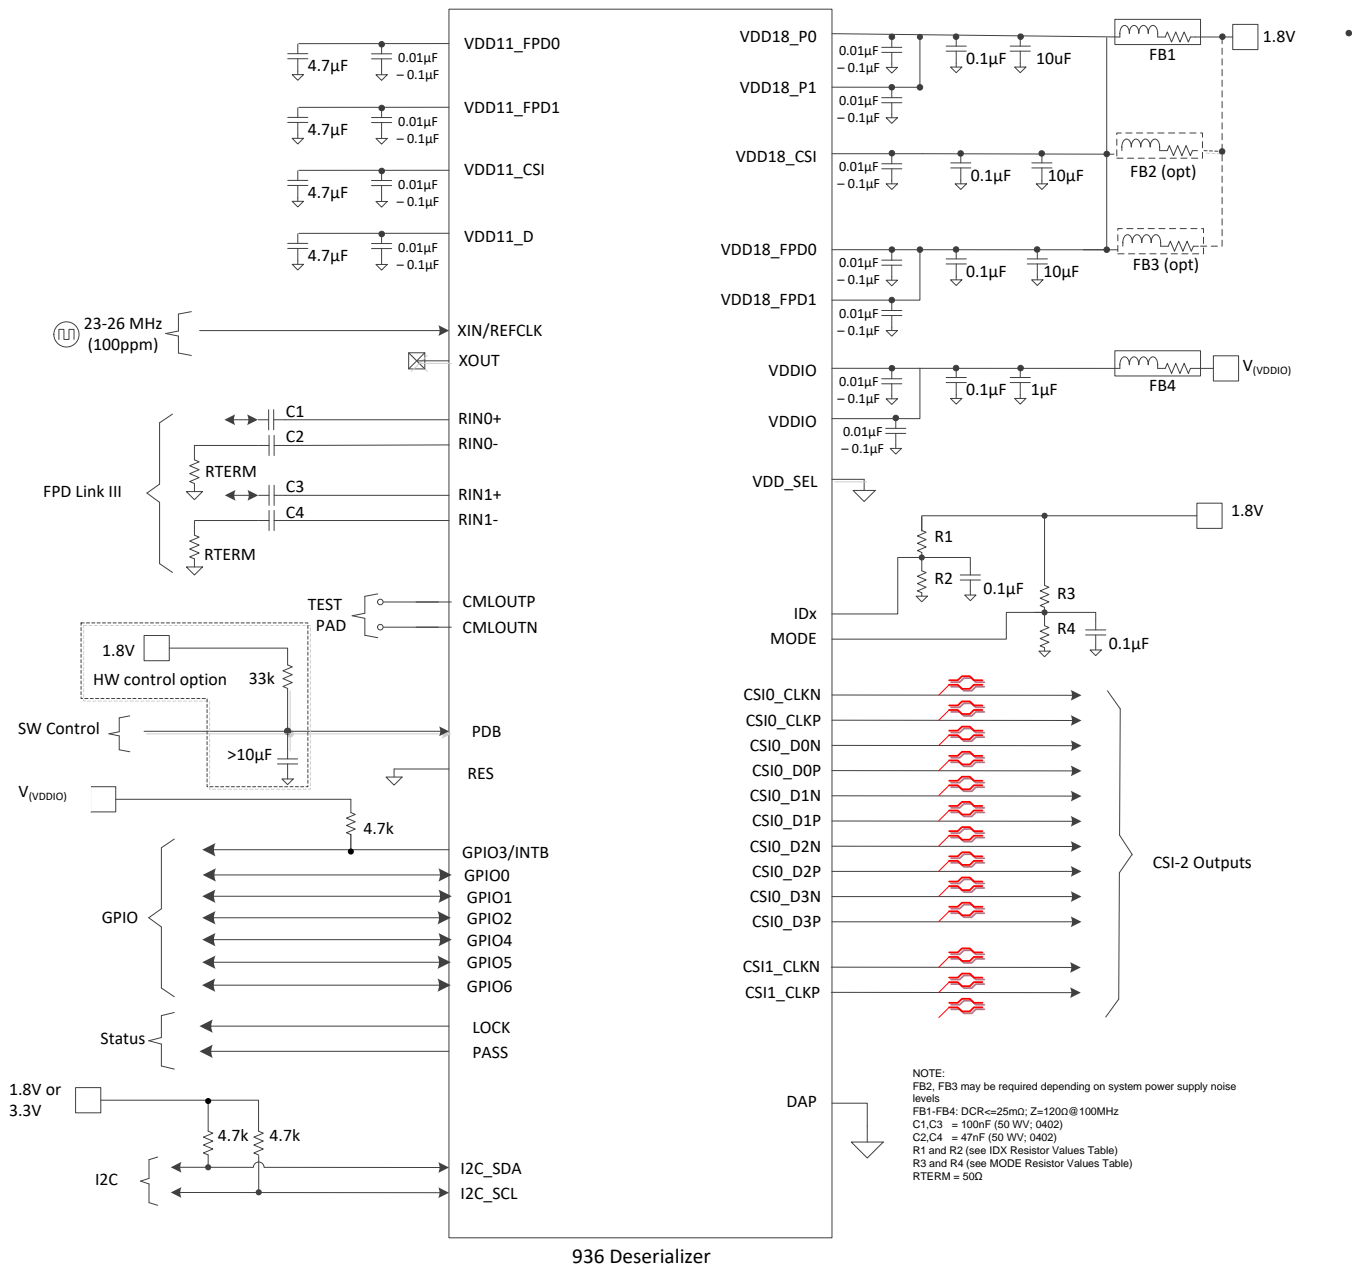 VDD11_FPD0
4.7µF
0.01µF
– 0.1µF
VDD11_FPD1
4.7µF
0.01µF
– 0.1µF
VDD11_CSI
4.7µF
0.01µF
– 0.1µF
VDD11_D
4.7µF
0.01µF
– 0.1µF
23-26 MHz
(100ppm)
XIN/REFCLK
XOUT
FPD Link III
C1
RIN0+
C2
RIN0-
RTERM
C3
RIN1+
C4
RIN1-
RTERM
TEST
PAD
CMLOUTP
CMLOUTN
1.8V
HW control option
33k
SW Control
PDB
>10µF
RES
V(VDDIO)
4.7k
GPIO
GPIO3/INTB
GPIO0
GPIO1
GPIO2
GPIO4
GPIO5
GPIO6
Status
LOCK
PASS
1.8V or
3.3V
4.7k
4.7k
I2C
I2C_SDA
I2C_SCL
VDD18_P0
0.01µF
– 0.1µF
0.1µF
10uF
FB1
1.8V
VDD18_P1
0.01µF
– 0.1µF
VDD18_CSI
0.01µF
– 0.1µF
0.1µF
10µF
FB2 (opt)
VDD18_FPD0
0.01µF
– 0.1µF
0.1µF
10µF
FB3 (opt)
VDD18_FPD1
0.01µF
– 0.1µF
VDDIO
0.01µF
– 0.1µF
0.1µF
1µF
FB4
V(VDDIO)
VDDIO
0.01µF
– 0.1µF
VDD_SEL
1.8V
R1
R2
0.1µF
R3
R4
0.1µF
IDx
MODE
CSI0_CLKN
CSI0_CLKP
CSI0_D0N
CSI0_D0P
CSI0_D1N
CSI0_D1P
CSI0_D2N
CSI0_D2P
CSI0_D3N
CSI0_D3P
CSI1_CLKN
CSI1_CLKP
CSI-2 Outputs
DAP
NOTE:
FB2, FB3 may be required depending on system power supply noise
levels
FB1-FB4: DCR<=25mΩ; Z=120Ω@100MHz
C1,C3 = 100nF (50 WV; 0402)
C2,C4 = 47nF (50 WV; 0402)
R1 and R2 (see IDX Resistor Values Table)
R3 and R4 (see MODE Resistor Values Table)
RTERM = 50Ω
936 Deserializer